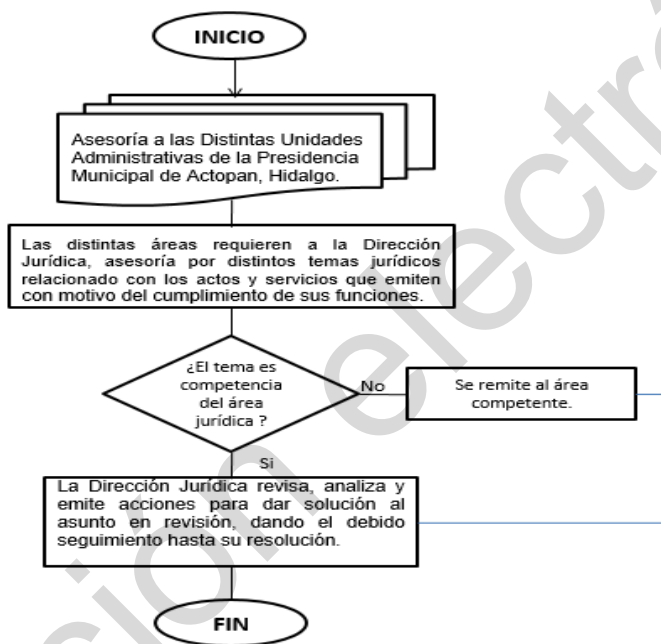 INICIO
Asesoría a las Distintas Unidades
Administrativas de la Presidencia
Municipal de Actopan, Hidalgo.
Las distintas áreas requieren a la Dirección
Jurídica, asesoría por distintos temas jurídicos
relacionado con los actos y servicios que emiten
con motivo del cumplimiento de sus funciones.
¿El tema es
competencia
del área
jurídica ?
No
Se remite al área
competente.
Si
La Dirección Jurídica revisa, analiza y
emite acciones para dar solución al
asunto en revisión, dando el debido
seguimiento hasta su resolución.
FIN